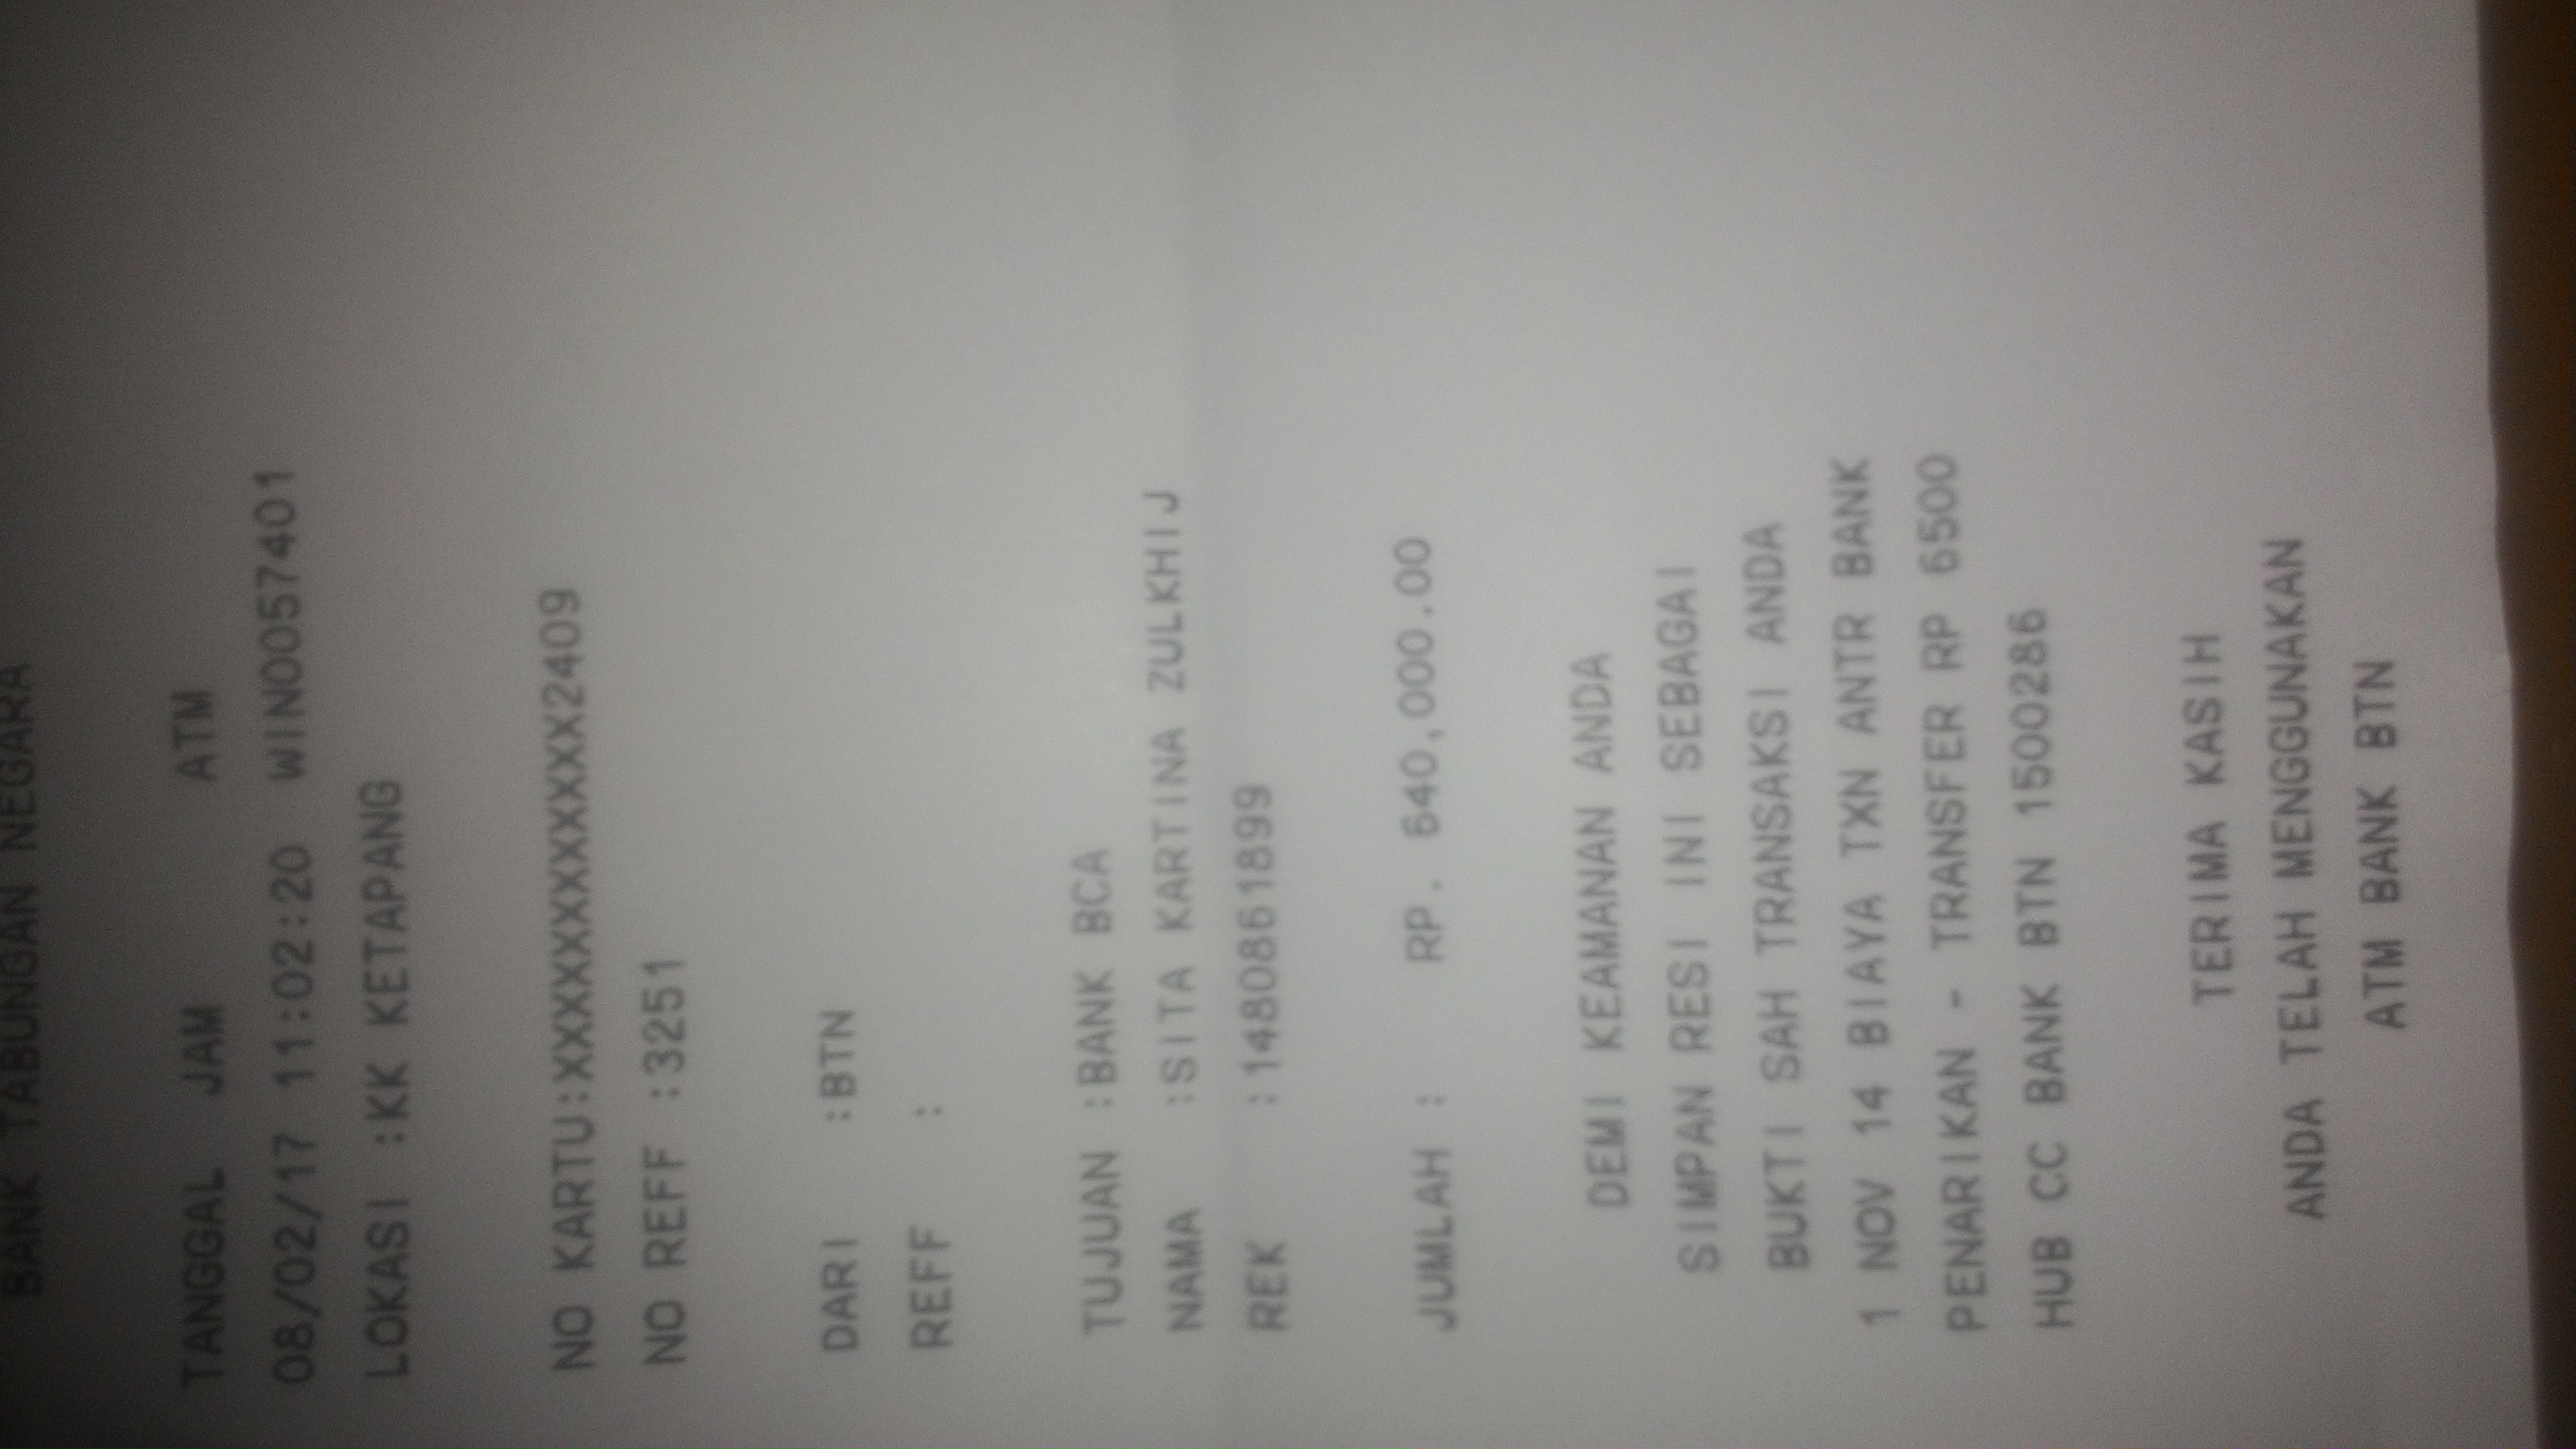 BANK TABUNGAN NEGARA
TANGGAL JAM ATM
08/02/17 11:02:20 WIN0057401
LOKASI :KK KETAPANG
NO KARTU:XXXXXXXXXXXX2409
NO REFF :3251
DARI :BTN
REFF :
TUJUAN :BANK BCA
NAMA :SITA KARTINA ZULKHIJ
REK :1480861899
JUMLAH : RP. 640,000.00
DEMI KEAMANAN ANDA
SIMPAN RESI INI SEBAGAI
BUKTI SAH TRANSAKSI ANDA
1 NOV 14 BIAYA TXN ANTR BANK
PENARIKAN - TRANSFER RP 6500
HUB CC BANK BTN 1500286
TERIMA KASIH
ANDA TELAH MENGGUNAKAN
ATM BANK BTN